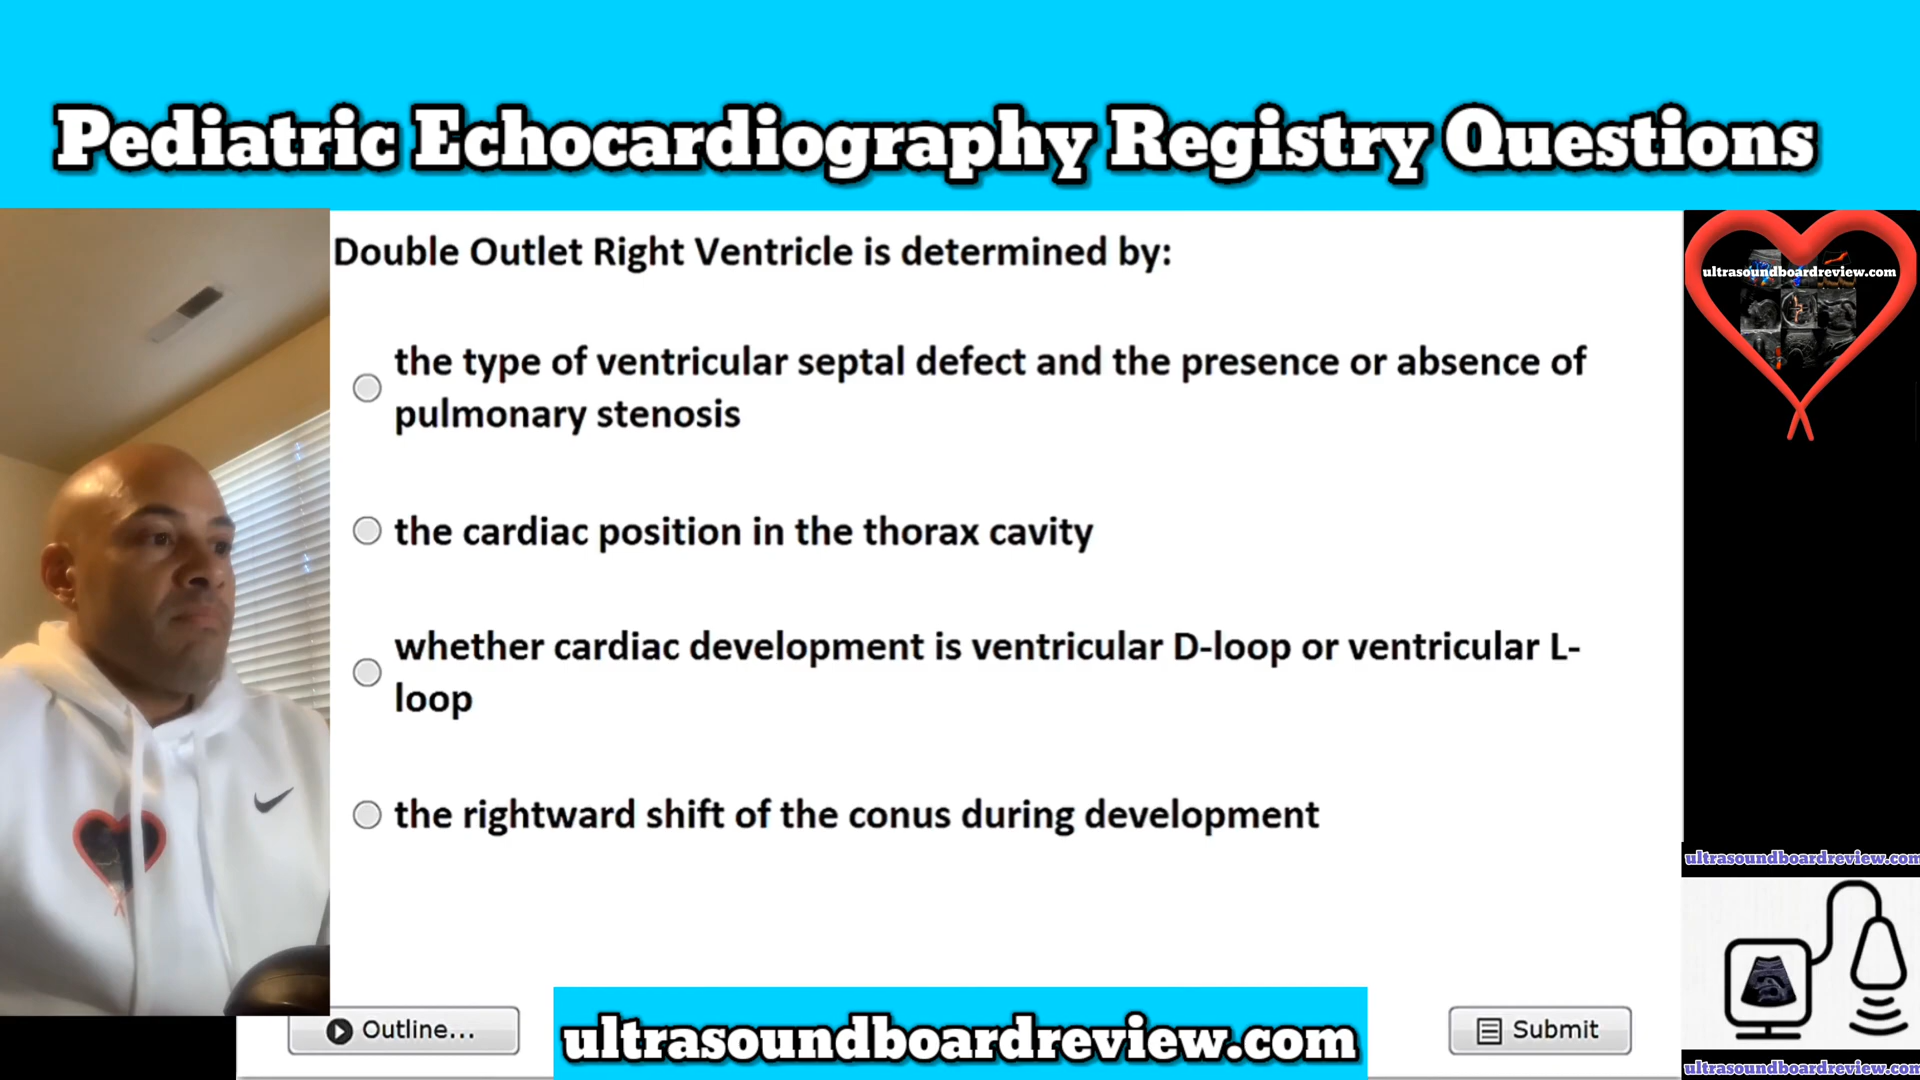 Pediatric Echocardiography Registry Questions
Double Outlet Right Ventricle is determined by:
ultrasoundboardreview.com
the type of ventricular septal defect and the presence or absence of
pulmonary stenosis
the cardiac position in the thorax cavity
whether cardiac development is ventricular D-loop or ventricular L-
loop
the rightward shift of the conus during development
ultrasoundboardreview.com
Outline...
ultrasoundboardreview.com
Submit
ultrasoundboardreview.com